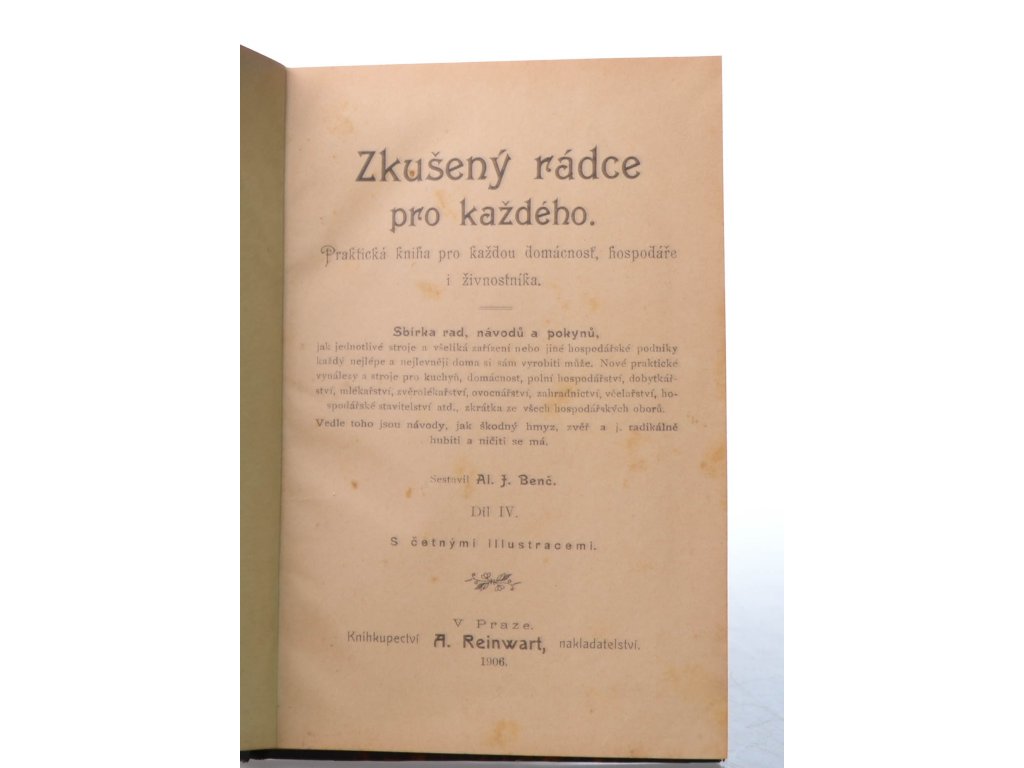 Zkušený rádce
pro každého.
Praktická kniha pro každou domácnosť, hospodáře
i živnostníka.
Sbírka rad, návodů a pokynů,
jak jednotlivé stroje a všeliká zařízení nebo jiné hospodářské podniky
každý nejlépe a nejlevněji doma si sám vyrobiti může. Nové praktické
vynálezy a stroje pro kuchyň, domácnost, polní hospodářství, dobytkář-
ství, mlékařství, zvěrolékařství, ovocnářství, zahradnictví, včelařství, ho-
spodářské stavitelství atd., zkrátka ze všech hospodářských oborů.
Vedle toho jsou návody, jak škodný hmyz, zvěř a j. radikálně
hubiti a ničiti se má.
Sestavil Al. J. Benč.
Díl IV.
S četnými illustracemi.
V Praze.
Knihkupectví A. Reinwart, nakladatelství.
1906.